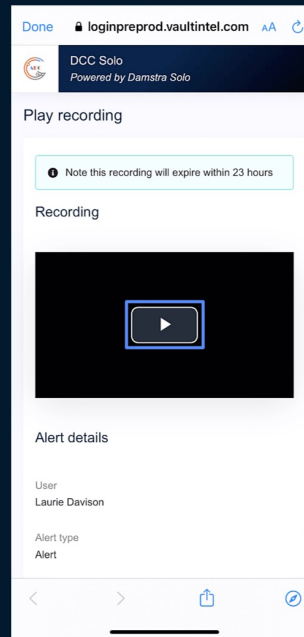 Done loginpreprod.vaultintel.com AA
DCC Solo
Powered by Damstra Solo
Play recording
Note this recording will expire within 23 hours
Recording
Alert details
User
Laurie Davison
Alert type
Alert